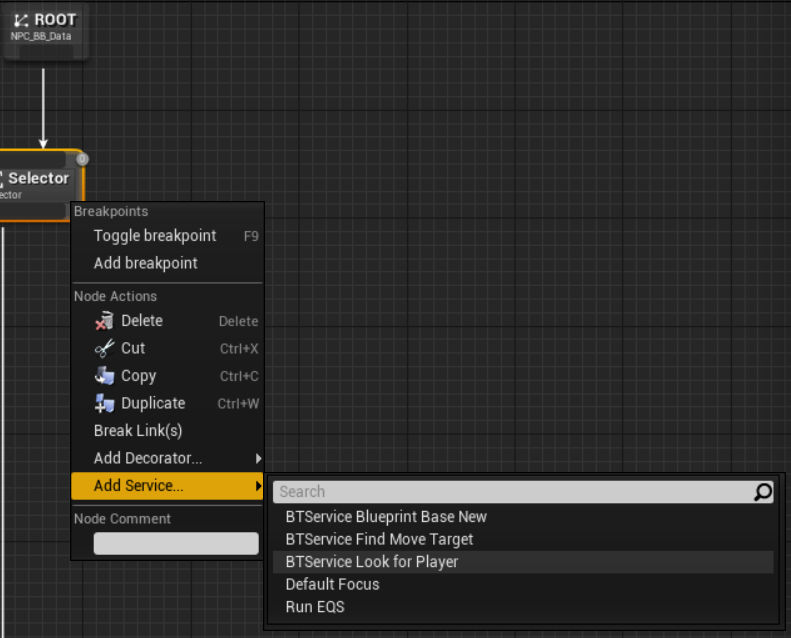 ROOT
NPC_BB_Data
0
Selector
ector
Breakpoints
Toggle breakpoint F9
Add breakpoint
Node Actions
Delete Delete
Cut Ctrl+X
Copy Ctrl+C
Duplicate Ctrl+W
Break Link(s)
Add Decorator...
Add Service...
Node Comment
Search
BTService Blueprint Base New
BTService Find Move Target
BTService Look for Player
Default Focus
Run EQS